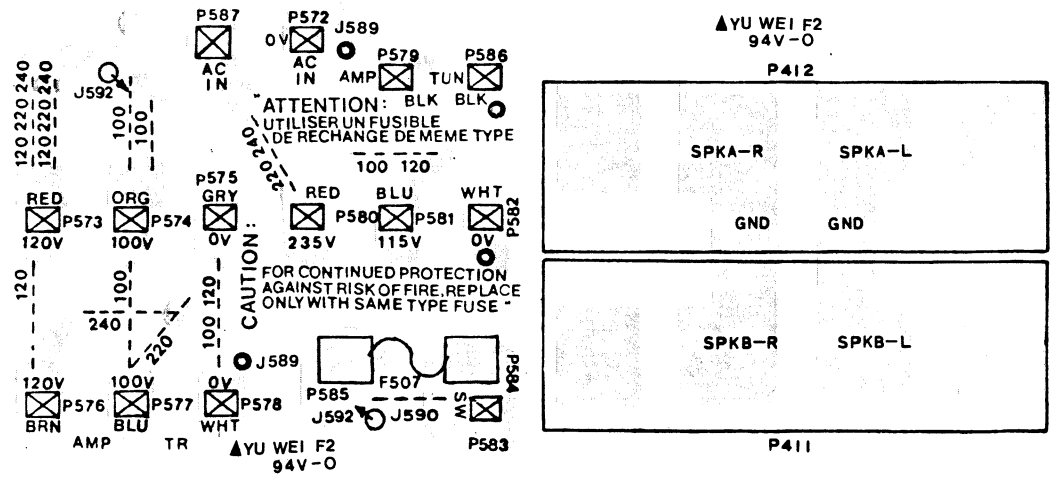 P587
P572
J589
0V
AC IN
AC IN
P579
P586
AMP
TUN
BLK
BLK
J592
120 220 240
120 220 240
100
100
"ATTENTION:
UTILISER UN FUSIBLE
DE RECHANGE DE MEME TYPE
220 240
100 120
RED
P573
120V
ORG
P574
100V
P575
GRY
0V
RED
P580
235V
BLU
P581
115V
WHT
P582
0V
CAUTION:
FOR CONTINUED PROTECTION
AGAINST RISK OF FIRE, REPLACE
ONLY WITH SAME TYPE FUSE"
120
100
240
220
100 120
J589
120V
P576
BRN
100V
P577
BLU
0V
P578
WHT
AMP
TR
YU WEI F2
94V-0
P585
F507
P584
J592
J590
SW
P583
YU WEI F2
94V-0
P412
SPKA-R
SPKA-L
GND
GND
SPKB-R
SPKB-L
P411